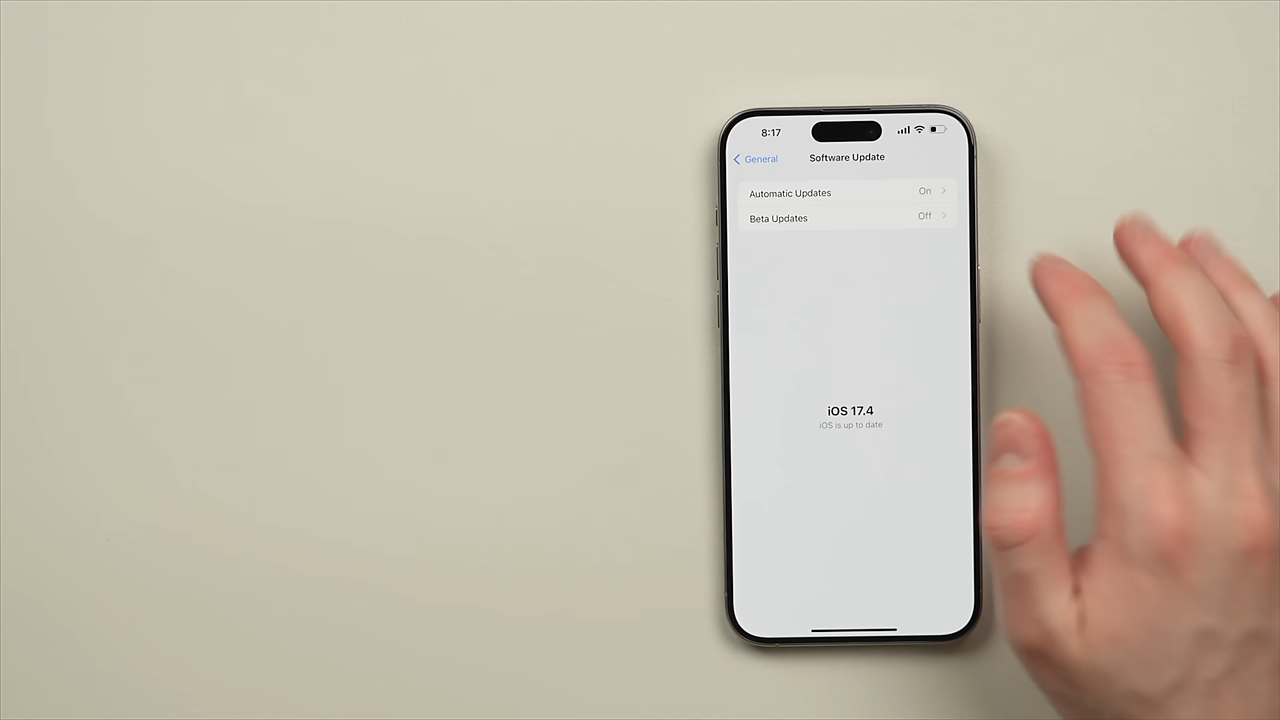 8:17
General
Software Update
Automatic Updates On
Beta Updates Off
iOS 17.4
iOS is up to date